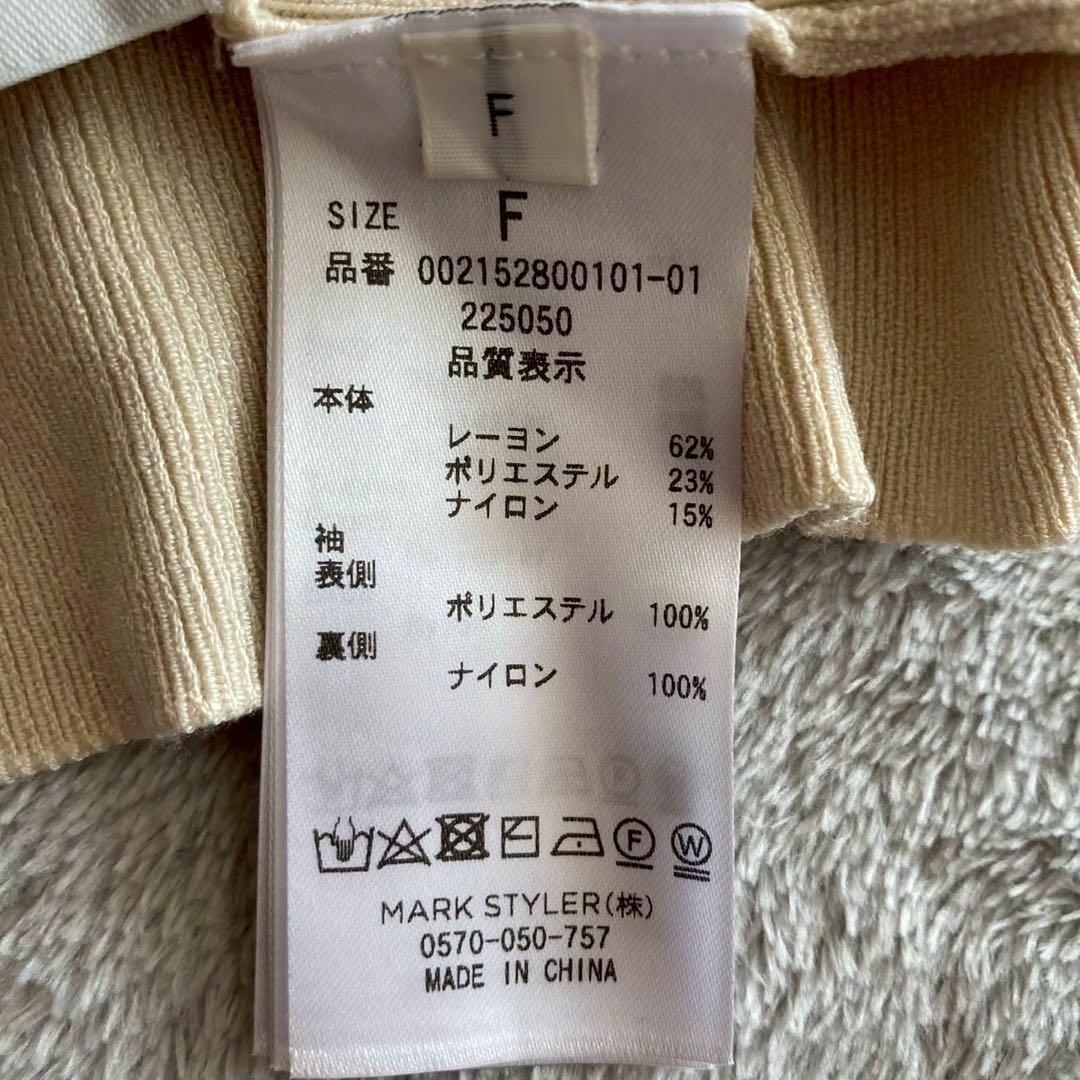 F
SIZE F
品番 002152800101-01
225050
品質表示
本体
レーヨン 62%
ポリエステル 23%
ナイロン 15%
袖
表側
ポリエステル 100%
裏側
ナイロン 100%
F W
MARK STYLER(株)
0570-050-757
MADE IN CHINA